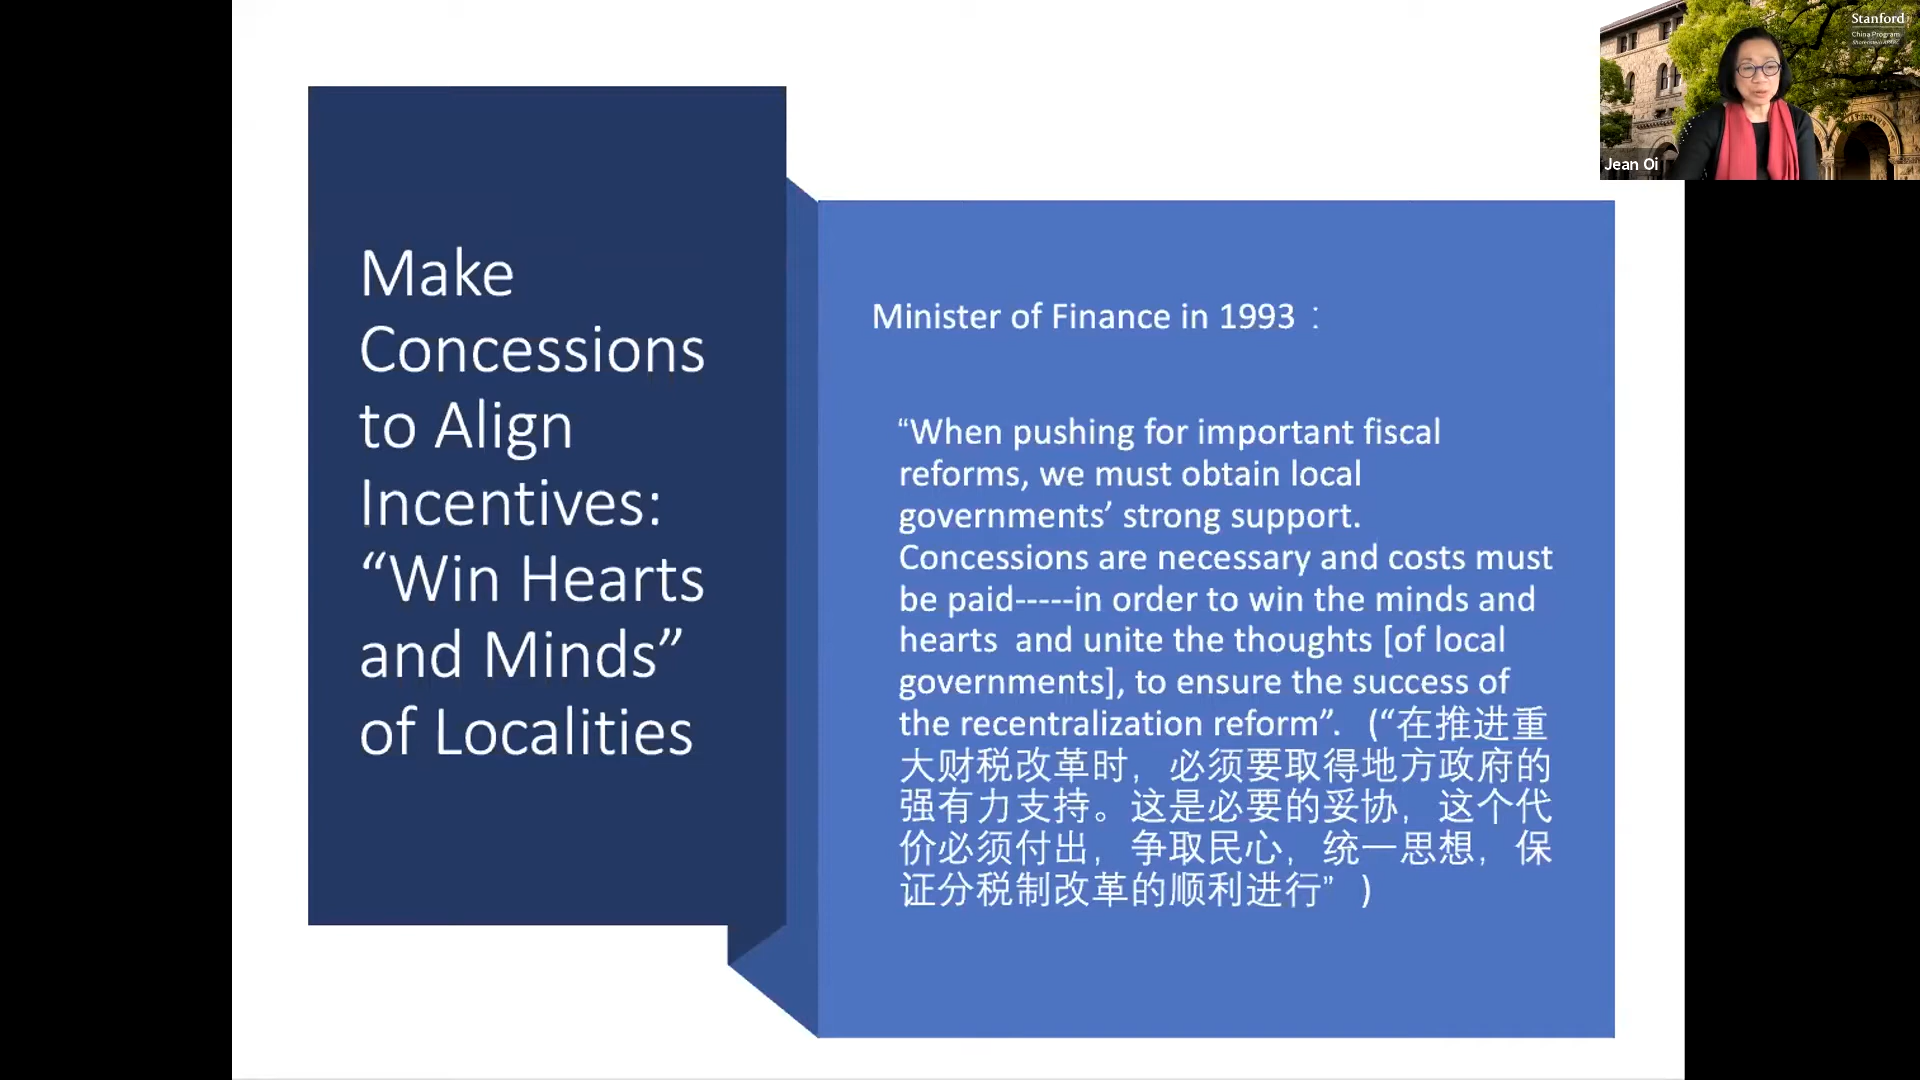 Make
Concessions
to Align
Incentives:
“Win Hearts
and Minds”
of Localities
Minister of Finance in 1993：
“When pushing for important fiscal
reforms, we must obtain local
governments’ strong support.
Concessions are necessary and costs must
be paid-----in order to win the minds and
hearts  and unite the thoughts [of local
governments], to ensure the success of
the recentralization reform”.  (“在推进重
大财税改革时，必须要取得地方政府的
强有力支持。这是必要的妥协，这个代
价必须付出，争取民心，统一思想，保
证分税制改革的顺利进行” )
Stanford
China Program
Shorenstein APARC
Jean Oi